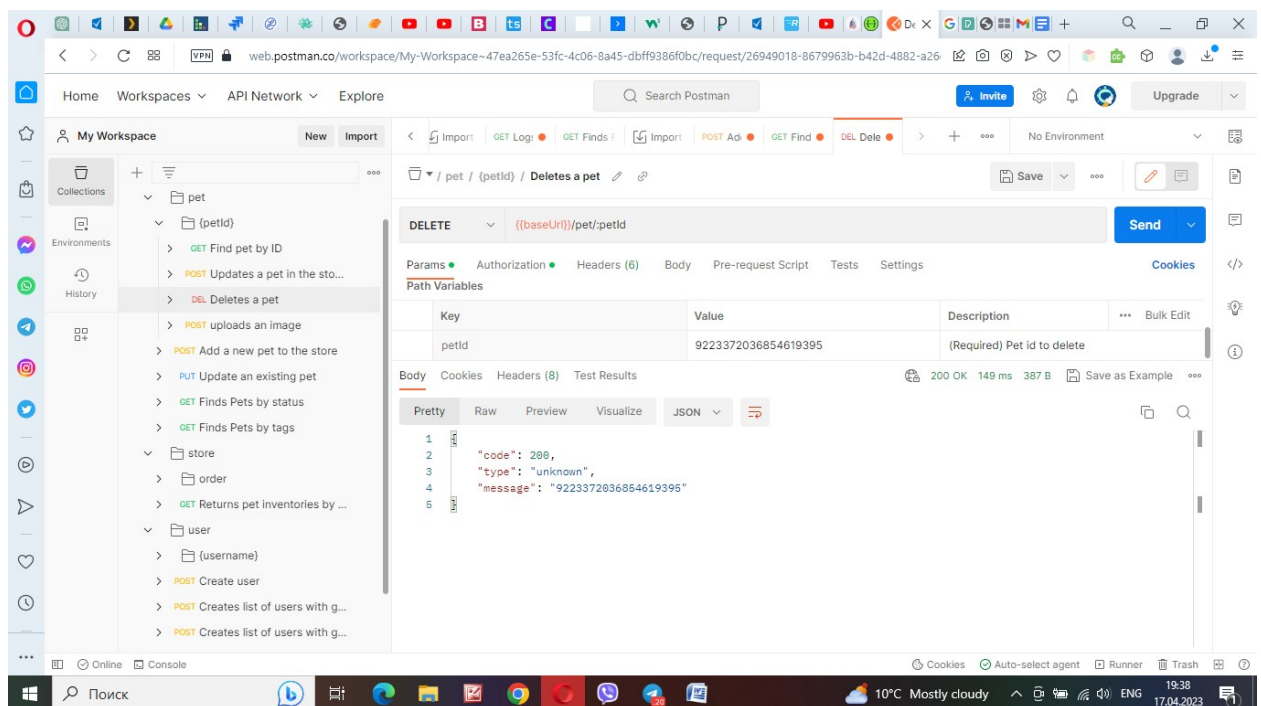 VPN web.postman.co/workspace/My-Workspace~47ea265e-53fc-4c06-8a45-dbff9386f0bc/request/26949018-8679963b-b42d-4882-a26
Home Workspaces API Network Explore Search Postman Invite Upgrade
My Workspace New Import Import GET Logs GET Finds F Import POST Ad GET Find DEL Dele No Environment
Collections
Environments
History
pet
{petId}
GET Find pet by ID
POST Updates a pet in the sto...
DEL Deletes a pet
POST uploads an image
POST Add a new pet to the store
PUT Update an existing pet
GET Finds Pets by status
GET Finds Pets by tags
store
order
GET Returns pet inventories by ...
user
{username}
POST Create user
POST Creates list of users with g...
POST Creates list of users with g...
/ pet / {petId} / Deletes a pet Save
DELETE {{baseUrl}}/pet/:petId Send
Params Authorization Headers (6) Body Pre-request Script Tests Settings Cookies
Path Variables
Key Value Description Bulk Edit
petId 9223372036854619395 (Required) Pet id to delete
Body Cookies Headers (8) Test Results 200 OK 149 ms 387 B Save as Example
Pretty Raw Preview Visualize JSON
1 {
2 "code": 200,
3 "type": "unknown",
4 "message": "9223372036854619395"
5 }
Online Console Cookies Auto-select agent Runner Trash
Поиск 10°C Mostly cloudy ENG 19:38
17.04.2023